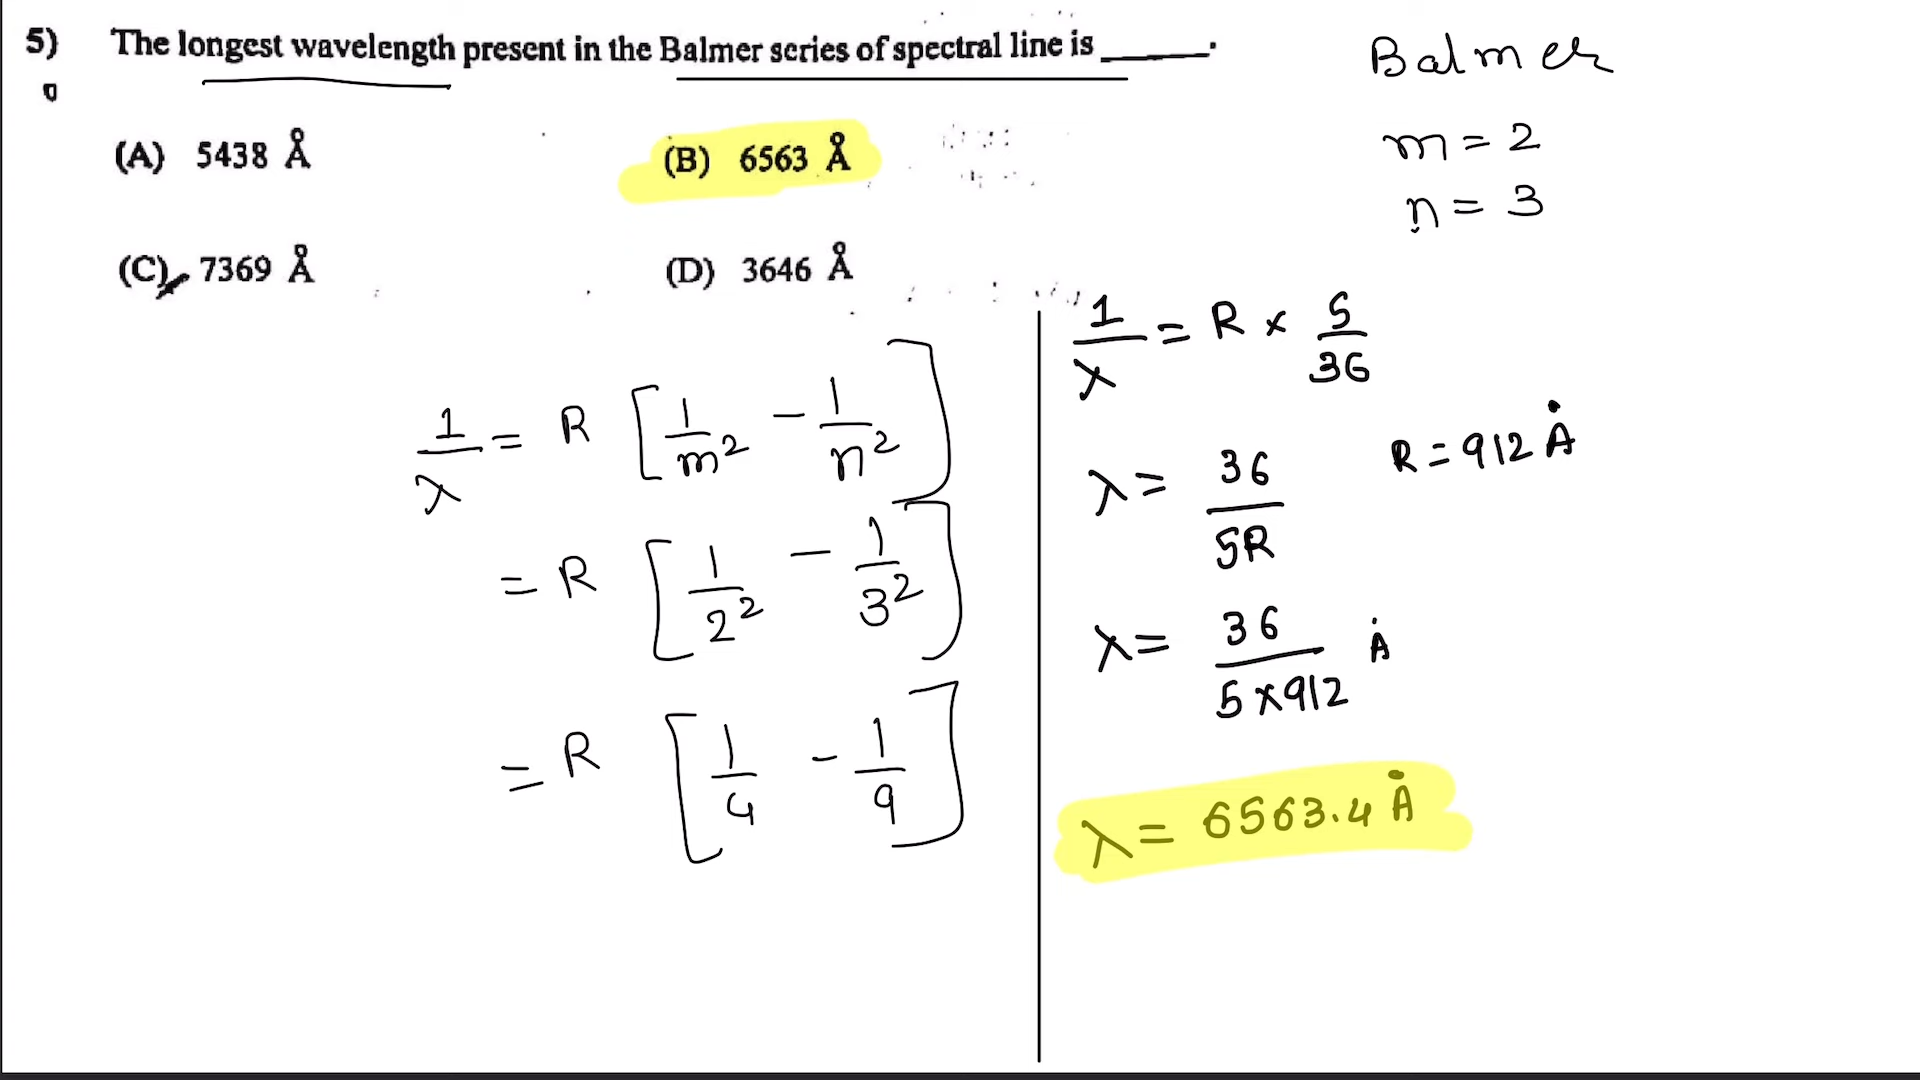 5) The longest wavelength present in the Balmer series of spectral line is ______.
(A) 5438 Å (B) 6563 Å
(C) 7369 Å (D) 3646 Å
Balmer
m = 2
n = 3
1/λ = R [1/m² - 1/n²]
= R [1/2² - 1/3²]
= R [1/4 - 1/9]
1/λ = R × 5/36
λ = 36/5R R = 912 Å
λ = 36/5×912 Å
λ = 6563.4 Å